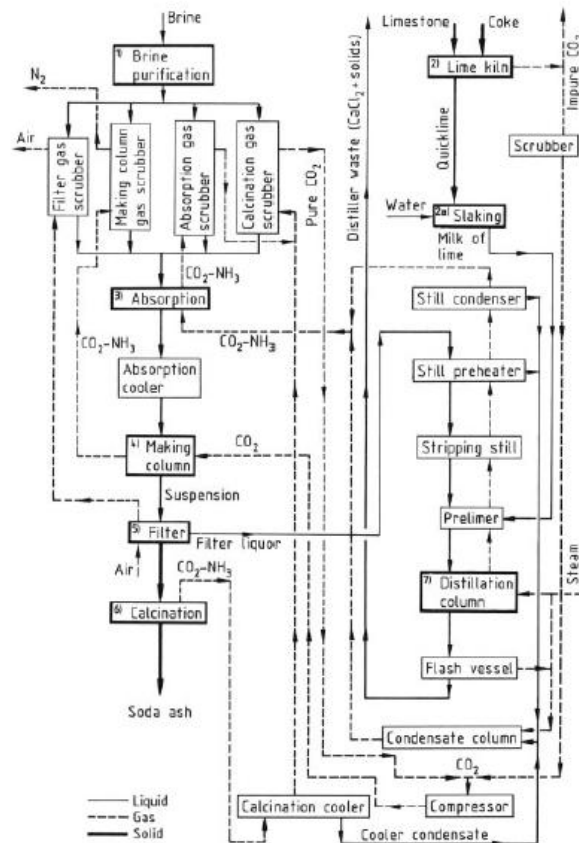 Brine
1) Brine
purification
N2
Air
Filter gas
scrubber
Making column
gas scrubber
Absorption gas
scrubber
Calcination gas
scrubber
Pure CO2
CO2-NH3
3) Absorption
CO2-NH3
CO2-NH3
Absorption
cooler
4) Making
column
CO2
Suspension
5) Filter
Filter liquor
Air
CO2-NH3
6) Calcination
Soda ash
Liquid
Gas
Solid
Calcination cooler
Cooler condensate
Distiller waste (CaCl2 + solids)
Limestone
Coke
2) Lime kiln
Impure CO2
Scrubber
Quicklime
Water
2a) Slaking
Milk of
lime
Still condenser
Still preheater
Stripping still
Prelimer
Steam
7) Distillation
column
Flash vessel
Condensate column
CO2
Compressor